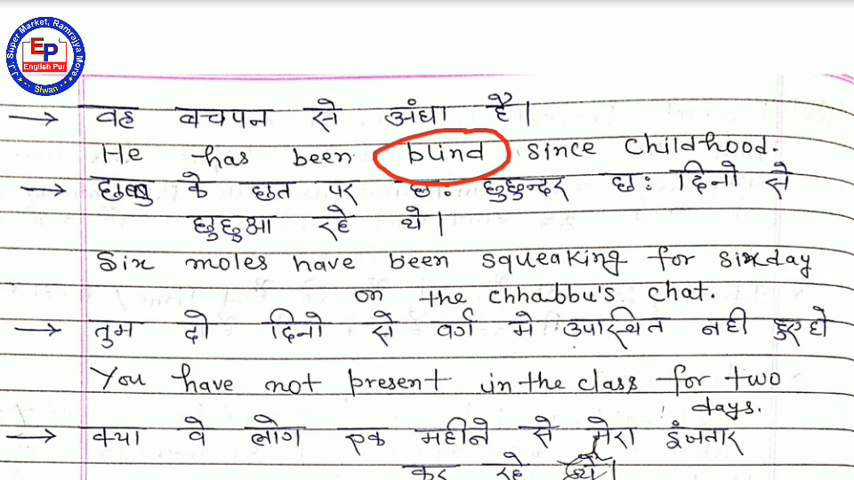 J.J. Super Market, Ramrajya More
EP
English Pur
Siwan
→ वह बचपन से अंधा है।
He has been blind since childhood.
→ छब्बु के छत पर छः छुछुन्दर छः दिनो से
छुछुआ रहे थे।
Six moles have been squeaking for sixday
on the chhabbu's chat.
→ तुम दो दिनो से वर्ग मे उपास्थित नही हुए हो
You have not present in the class for two
days.
→ क्या वे लोग एक महीने से मेरा इंजतार
कर रहे थे।